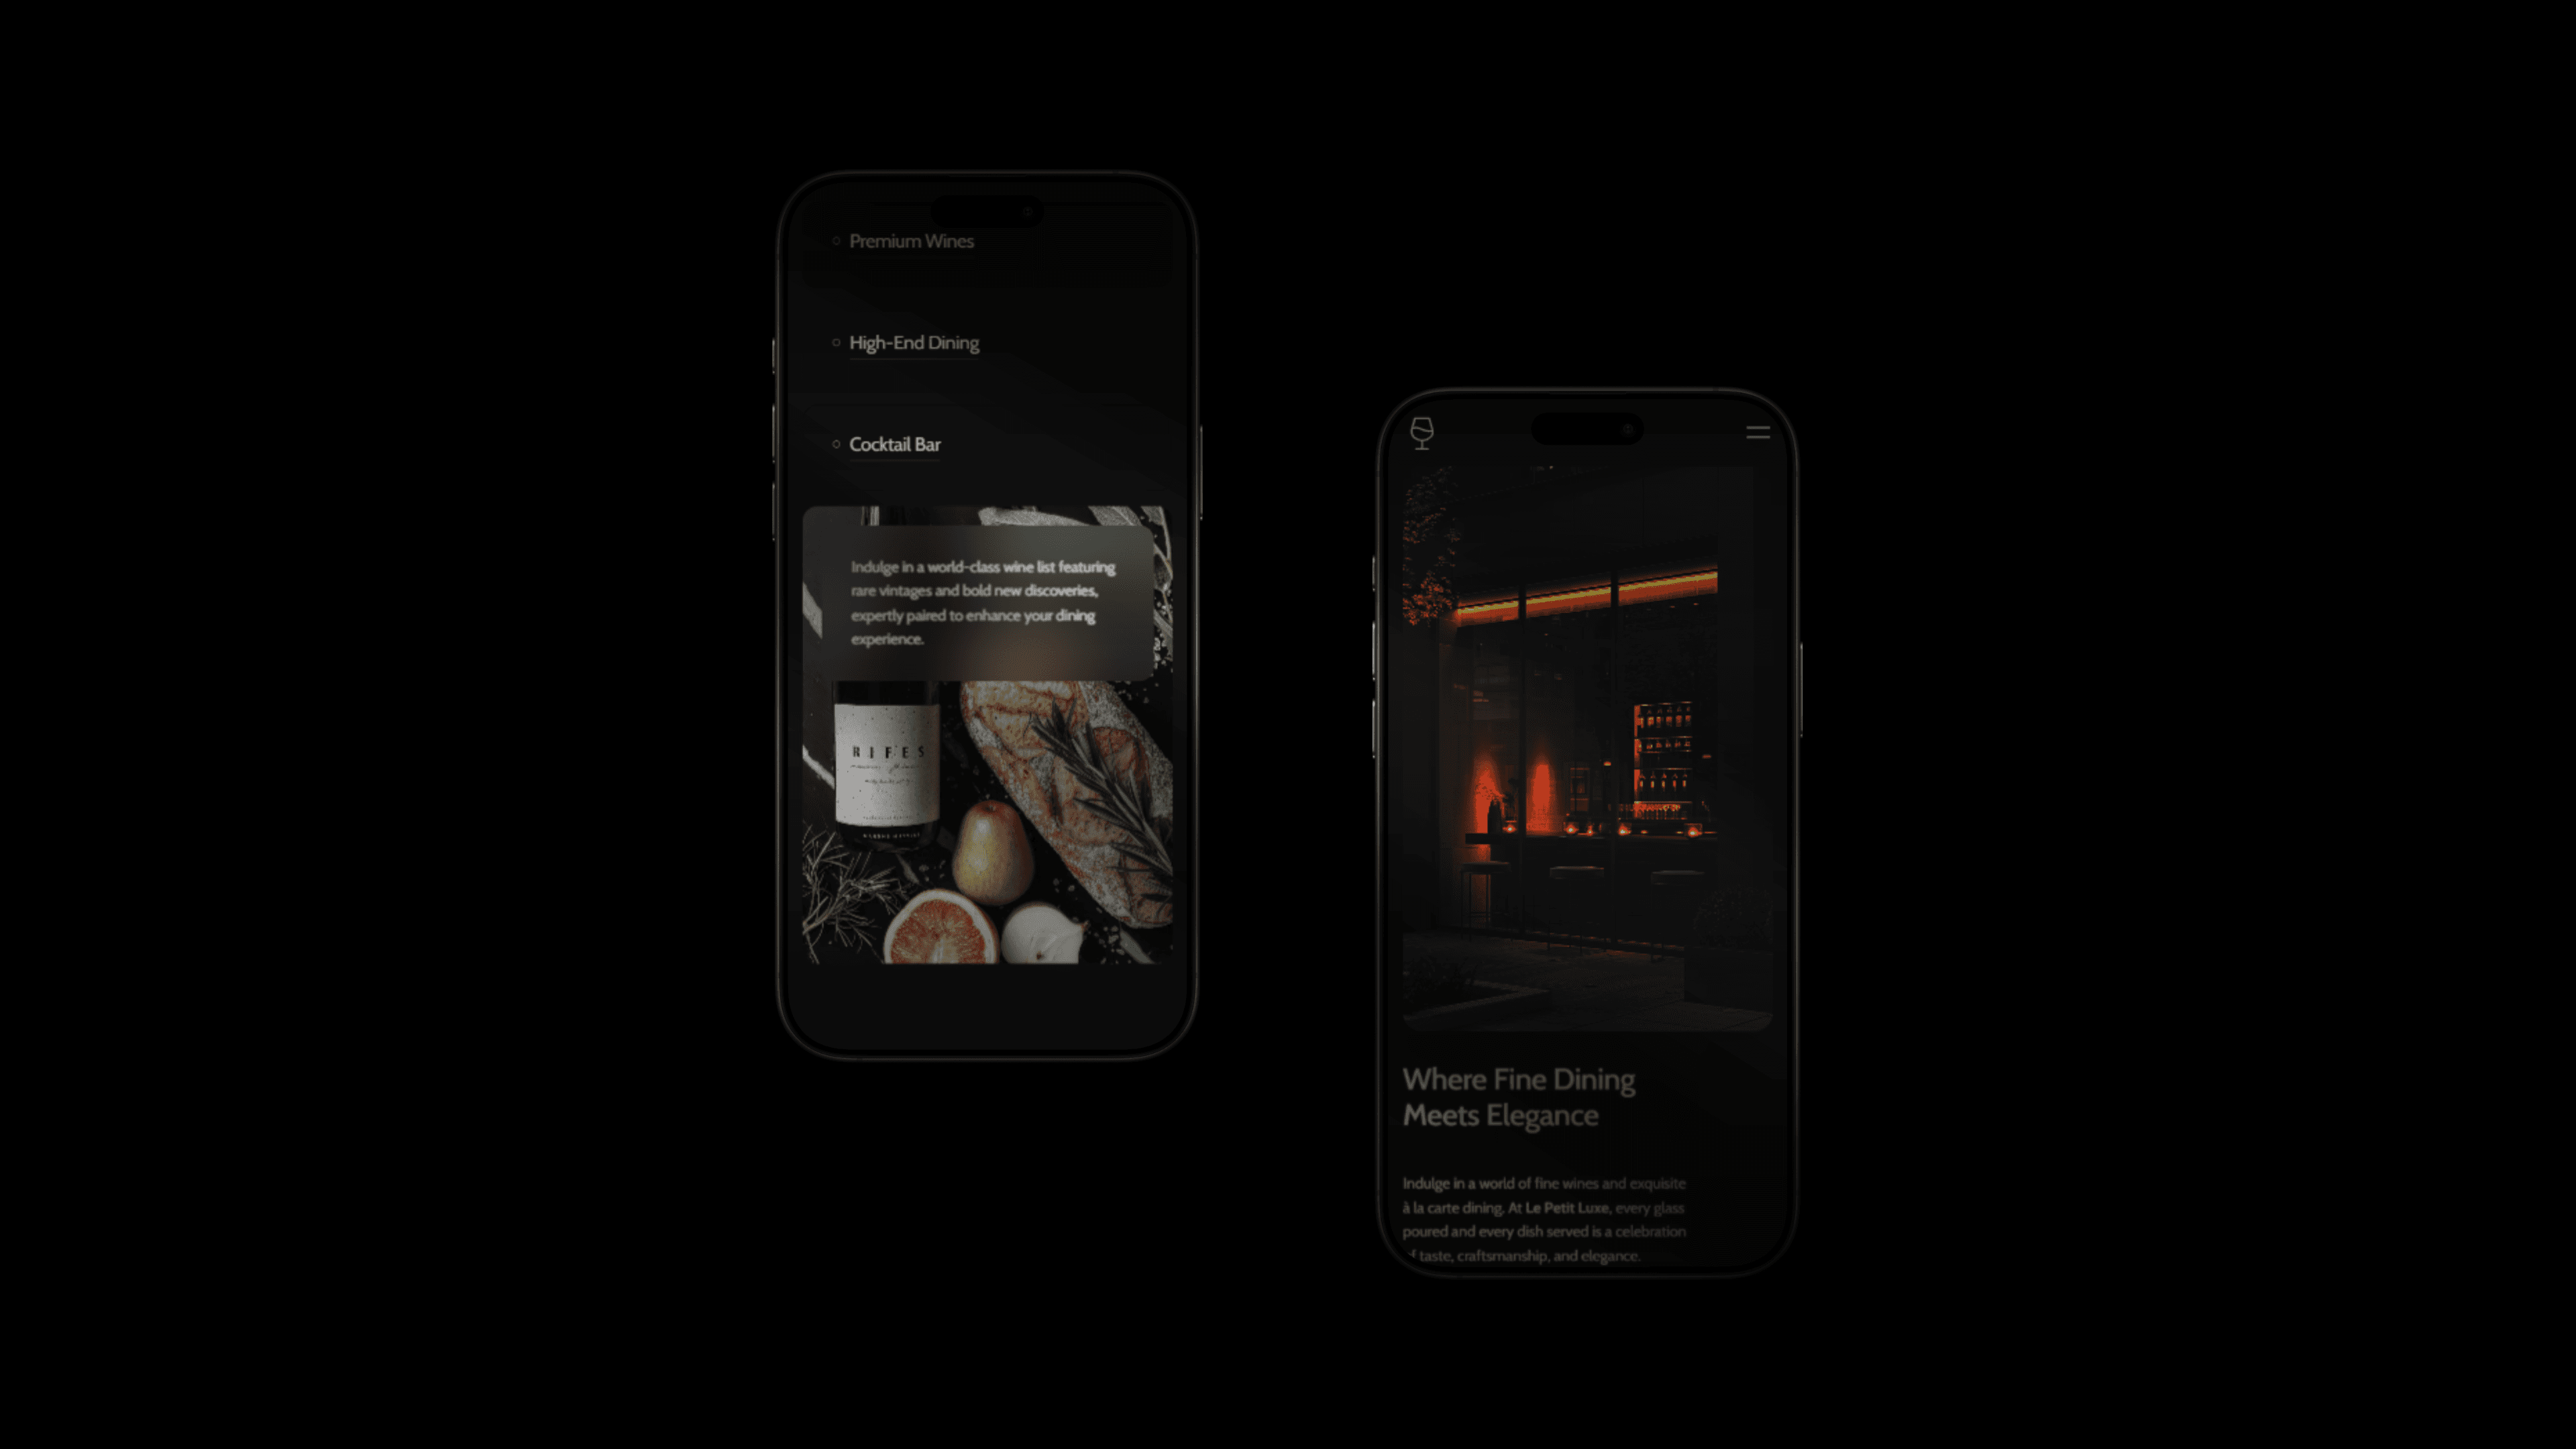 Premium Wines
High-End Dining
Cocktail Bar
Indulge in a world-class wine list featuring
rare vintages and bold new discoveries,
expertly paired to enhance your dining
experience.
RIFES
Where Fine Dining
Meets Elegance
Indulge in a world of fine wines and exquisite
à la carte dining. At Le Petit Luxe, every glass
poured and every dish served is a celebration
of taste, craftsmanship, and elegance.